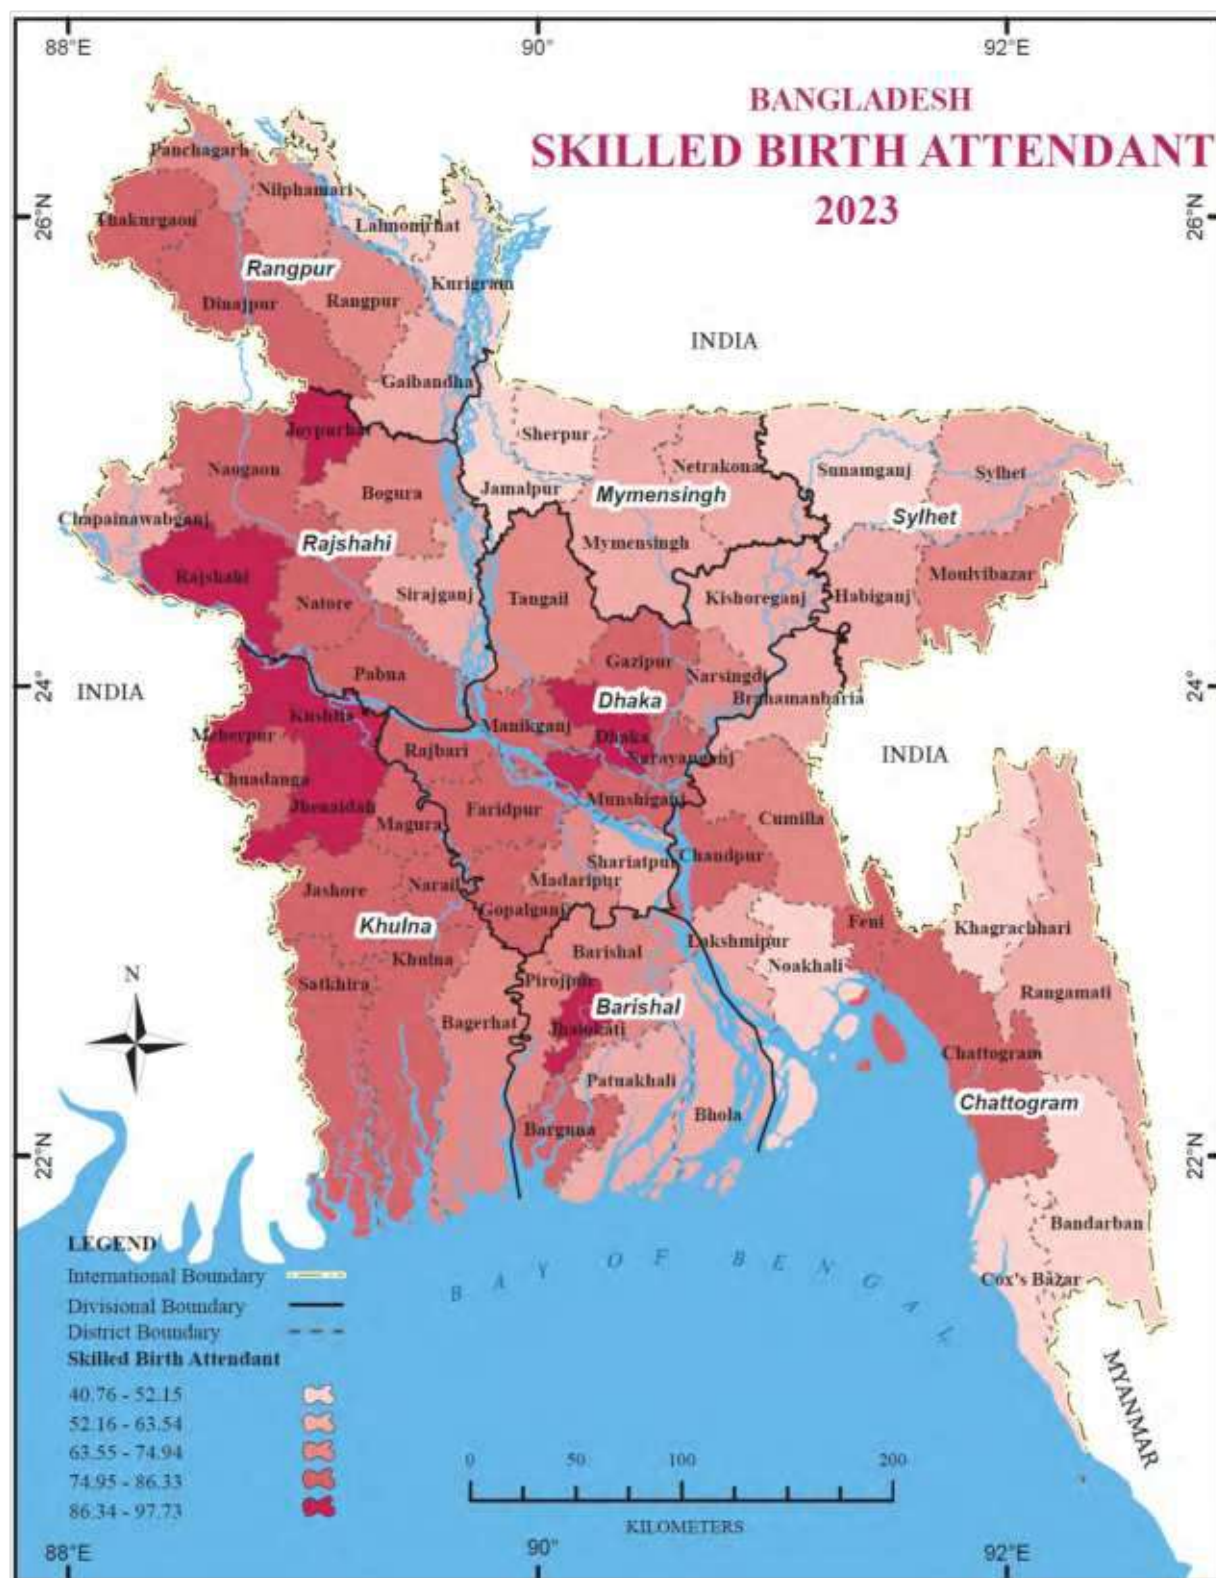 88°E 90° 92°E
BANGLADESH
SKILLED BIRTH ATTENDANT
2023
26°N 26°N
Panchagarh
Nilphamari
Thakurgaon
Lalmonirhat
Rangpur
Kurigram
Dinajpur
Rangpur
INDIA
Gaibandha
Joypurhat
Sherpur
Naogaon
Netrakona
Sunamganj
Sylhet
Bogura
Jamalpur
Mymensingh
Chapainawabganj
Sylhet
Rajshahi
Mymensingh
Rajshahi
Moulvibazar
Natore
Sirajganj
Tangail
Kishoreganj
Habiganj
Gazipur
Pabna
Narsingdi
24°N 24°
INDIA
Brahamanbaria
Dhaka
Kushtia
Manikganj
Meherpur
Dhaka
Rajbari
Narayanganj
INDIA
Chuadanga
Jhenaidah
Faridpur
Munshiganj
Magura
Cumilla
Shariatpur
Chandpur
Jashore
Narail
Madaripur
Gopalganj
Khulna
Feni
Khagrachhari
Lakshmipur
Barishal
Khulna
Noakhali
Satkhira
Pirojpur
Rangamati
N
Barishal
Bagerhat
Jhalokati
Chattogram
Patuakhali
Chattogram
Bhola
Barguna
22°N 22°N
Bandarban
LEGEND
BAY OF BENGAL
International Boundary
Cox's Bazar
Divisional Boundary
District Boundary
Skilled Birth Attendant
MYANMAR
40.76 - 52.15
52.16 - 63.54
63.55 - 74.94
74.95 - 86.33
86.34 - 97.73
0 50 100 200
KILOMETERS
88°E 90° 92°E